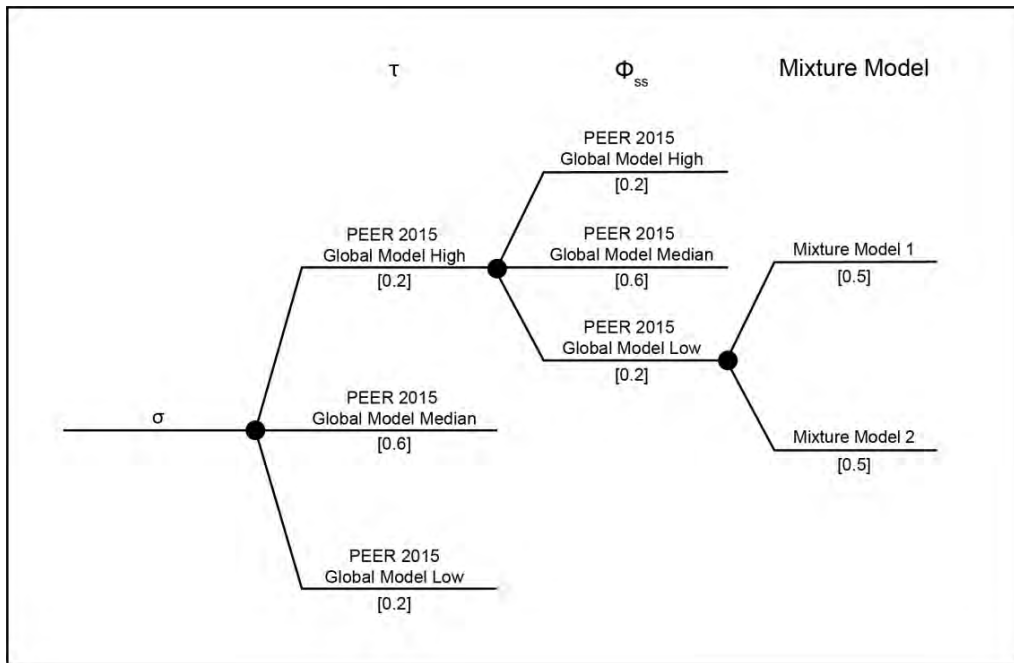 τ
Φss
Mixture Model
PEER 2015
Global Model High
[0.2]
PEER 2015
Global Model High
[0.2]
PEER 2015
Global Model Median
[0.6]
Mixture Model 1
[0.5]
PEER 2015
Global Model Low
[0.2]
σ
PEER 2015
Global Model Median
[0.6]
Mixture Model 2
[0.5]
PEER 2015
Global Model Low
[0.2]